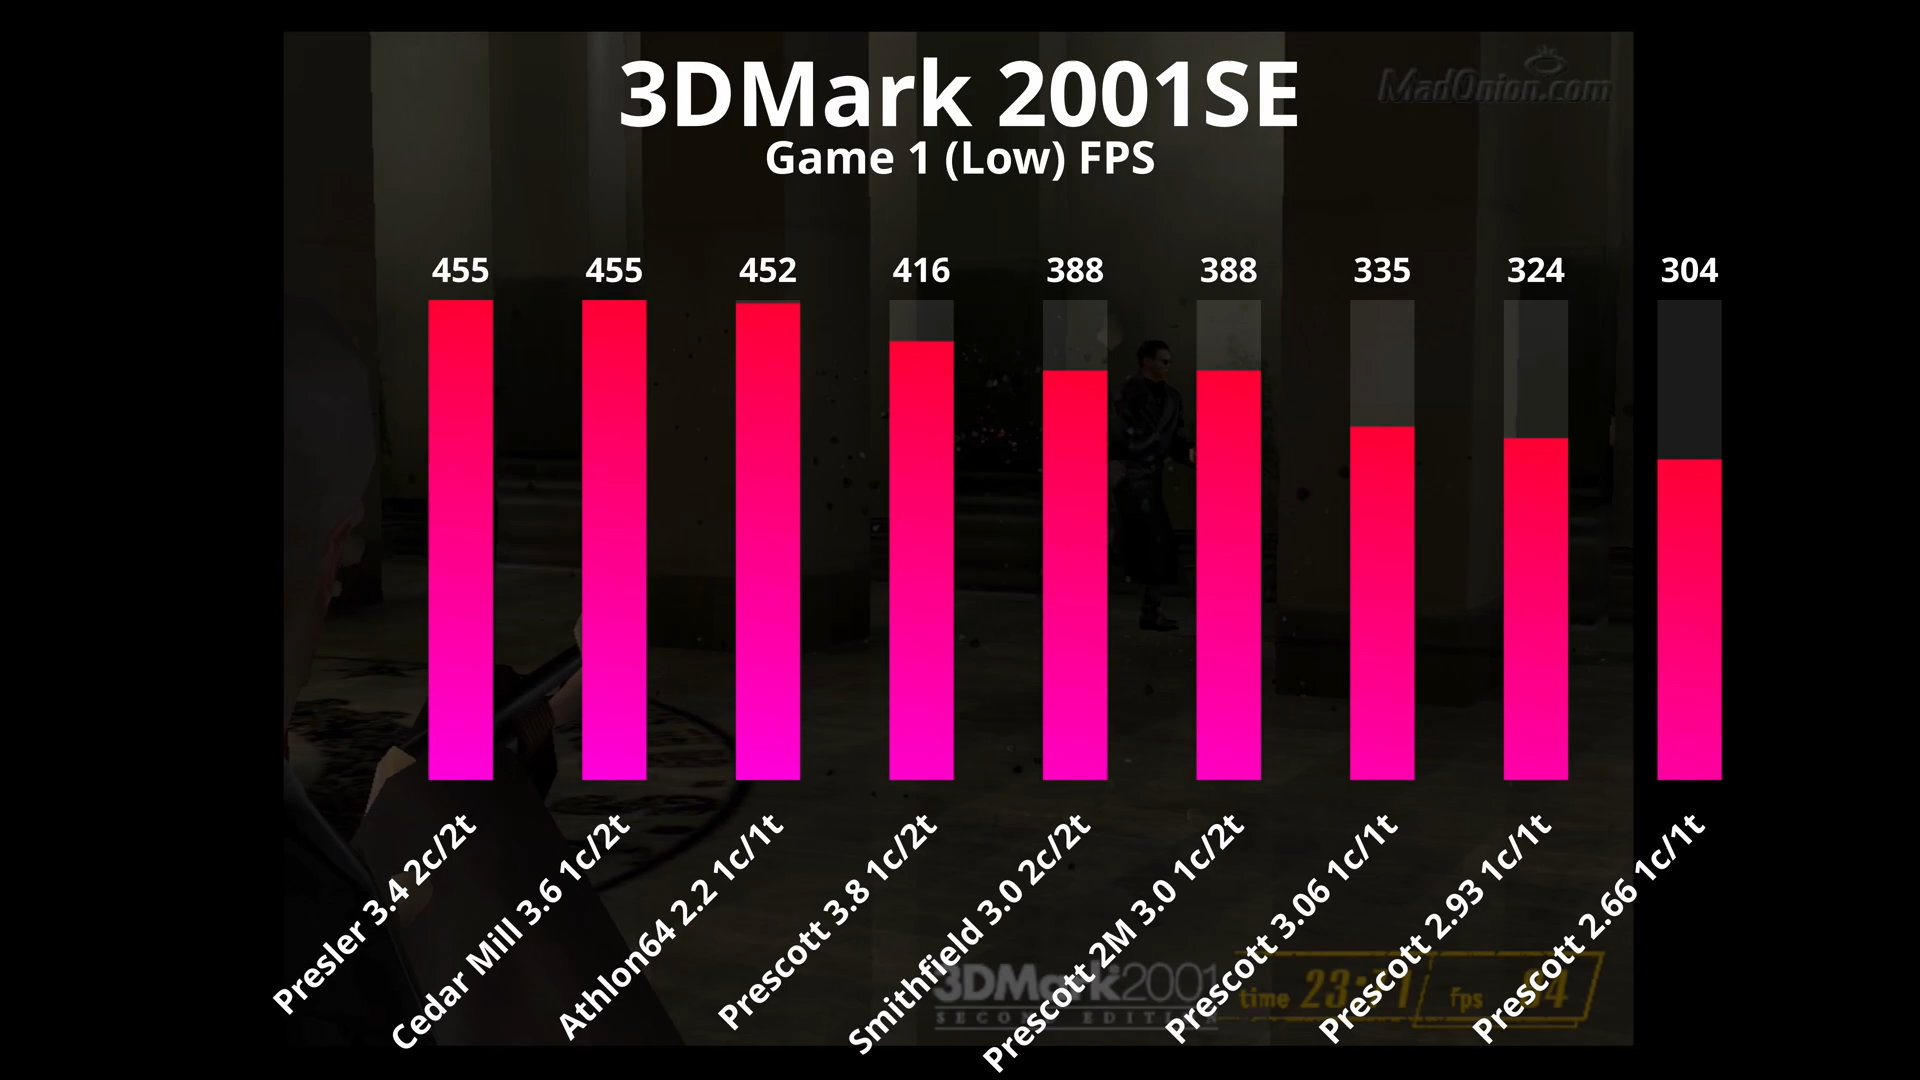 3DMark 2001SE
MadOnion.com
Game 1 (Low) FPS
455 455 452 416 388 388 335 324 304
Presler 3.4 2c/2t
Cedar Mill 3.6 1c/2t
Athlon64 2.2 1c/1t
Prescott 3.8 1c/2t
Smithfield 3.0 2c/2t
Prescott 2M 3.0 1c/2t
Prescott 3.06 1c/1t
Prescott 2.93 1c/1t
Prescott 2.66 1c/1t
3DMark2001
SECOND EDITION
time
fps